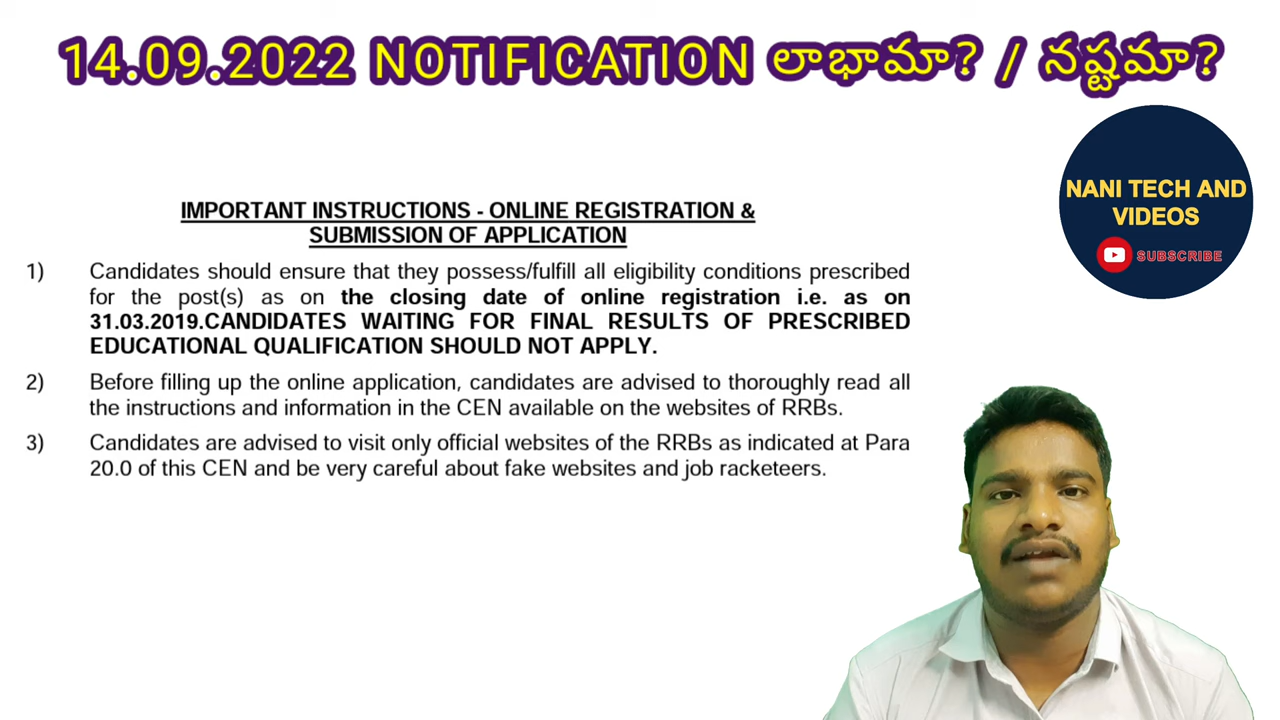 14.09.2022 NOTIFICATION లాభామా? / నష్టమా?
NANI TECH AND
VIDEOS
SUBSCRIBE
IMPORTANT INSTRUCTIONS - ONLINE REGISTRATION &
SUBMISSION OF APPLICATION
1) Candidates should ensure that they possess/fulfill all eligibility conditions prescribed
for the post(s) as on the closing date of online registration i.e. as on
31.03.2019.CANDIDATES WAITING FOR FINAL RESULTS OF PRESCRIBED
EDUCATIONAL QUALIFICATION SHOULD NOT APPLY.
2) Before filling up the online application, candidates are advised to thoroughly read all
the instructions and information in the CEN available on the websites of RRBs.
3) Candidates are advised to visit only official websites of the RRBs as indicated at Para
20.0 of this CEN and be very careful about fake websites and job racketeers.